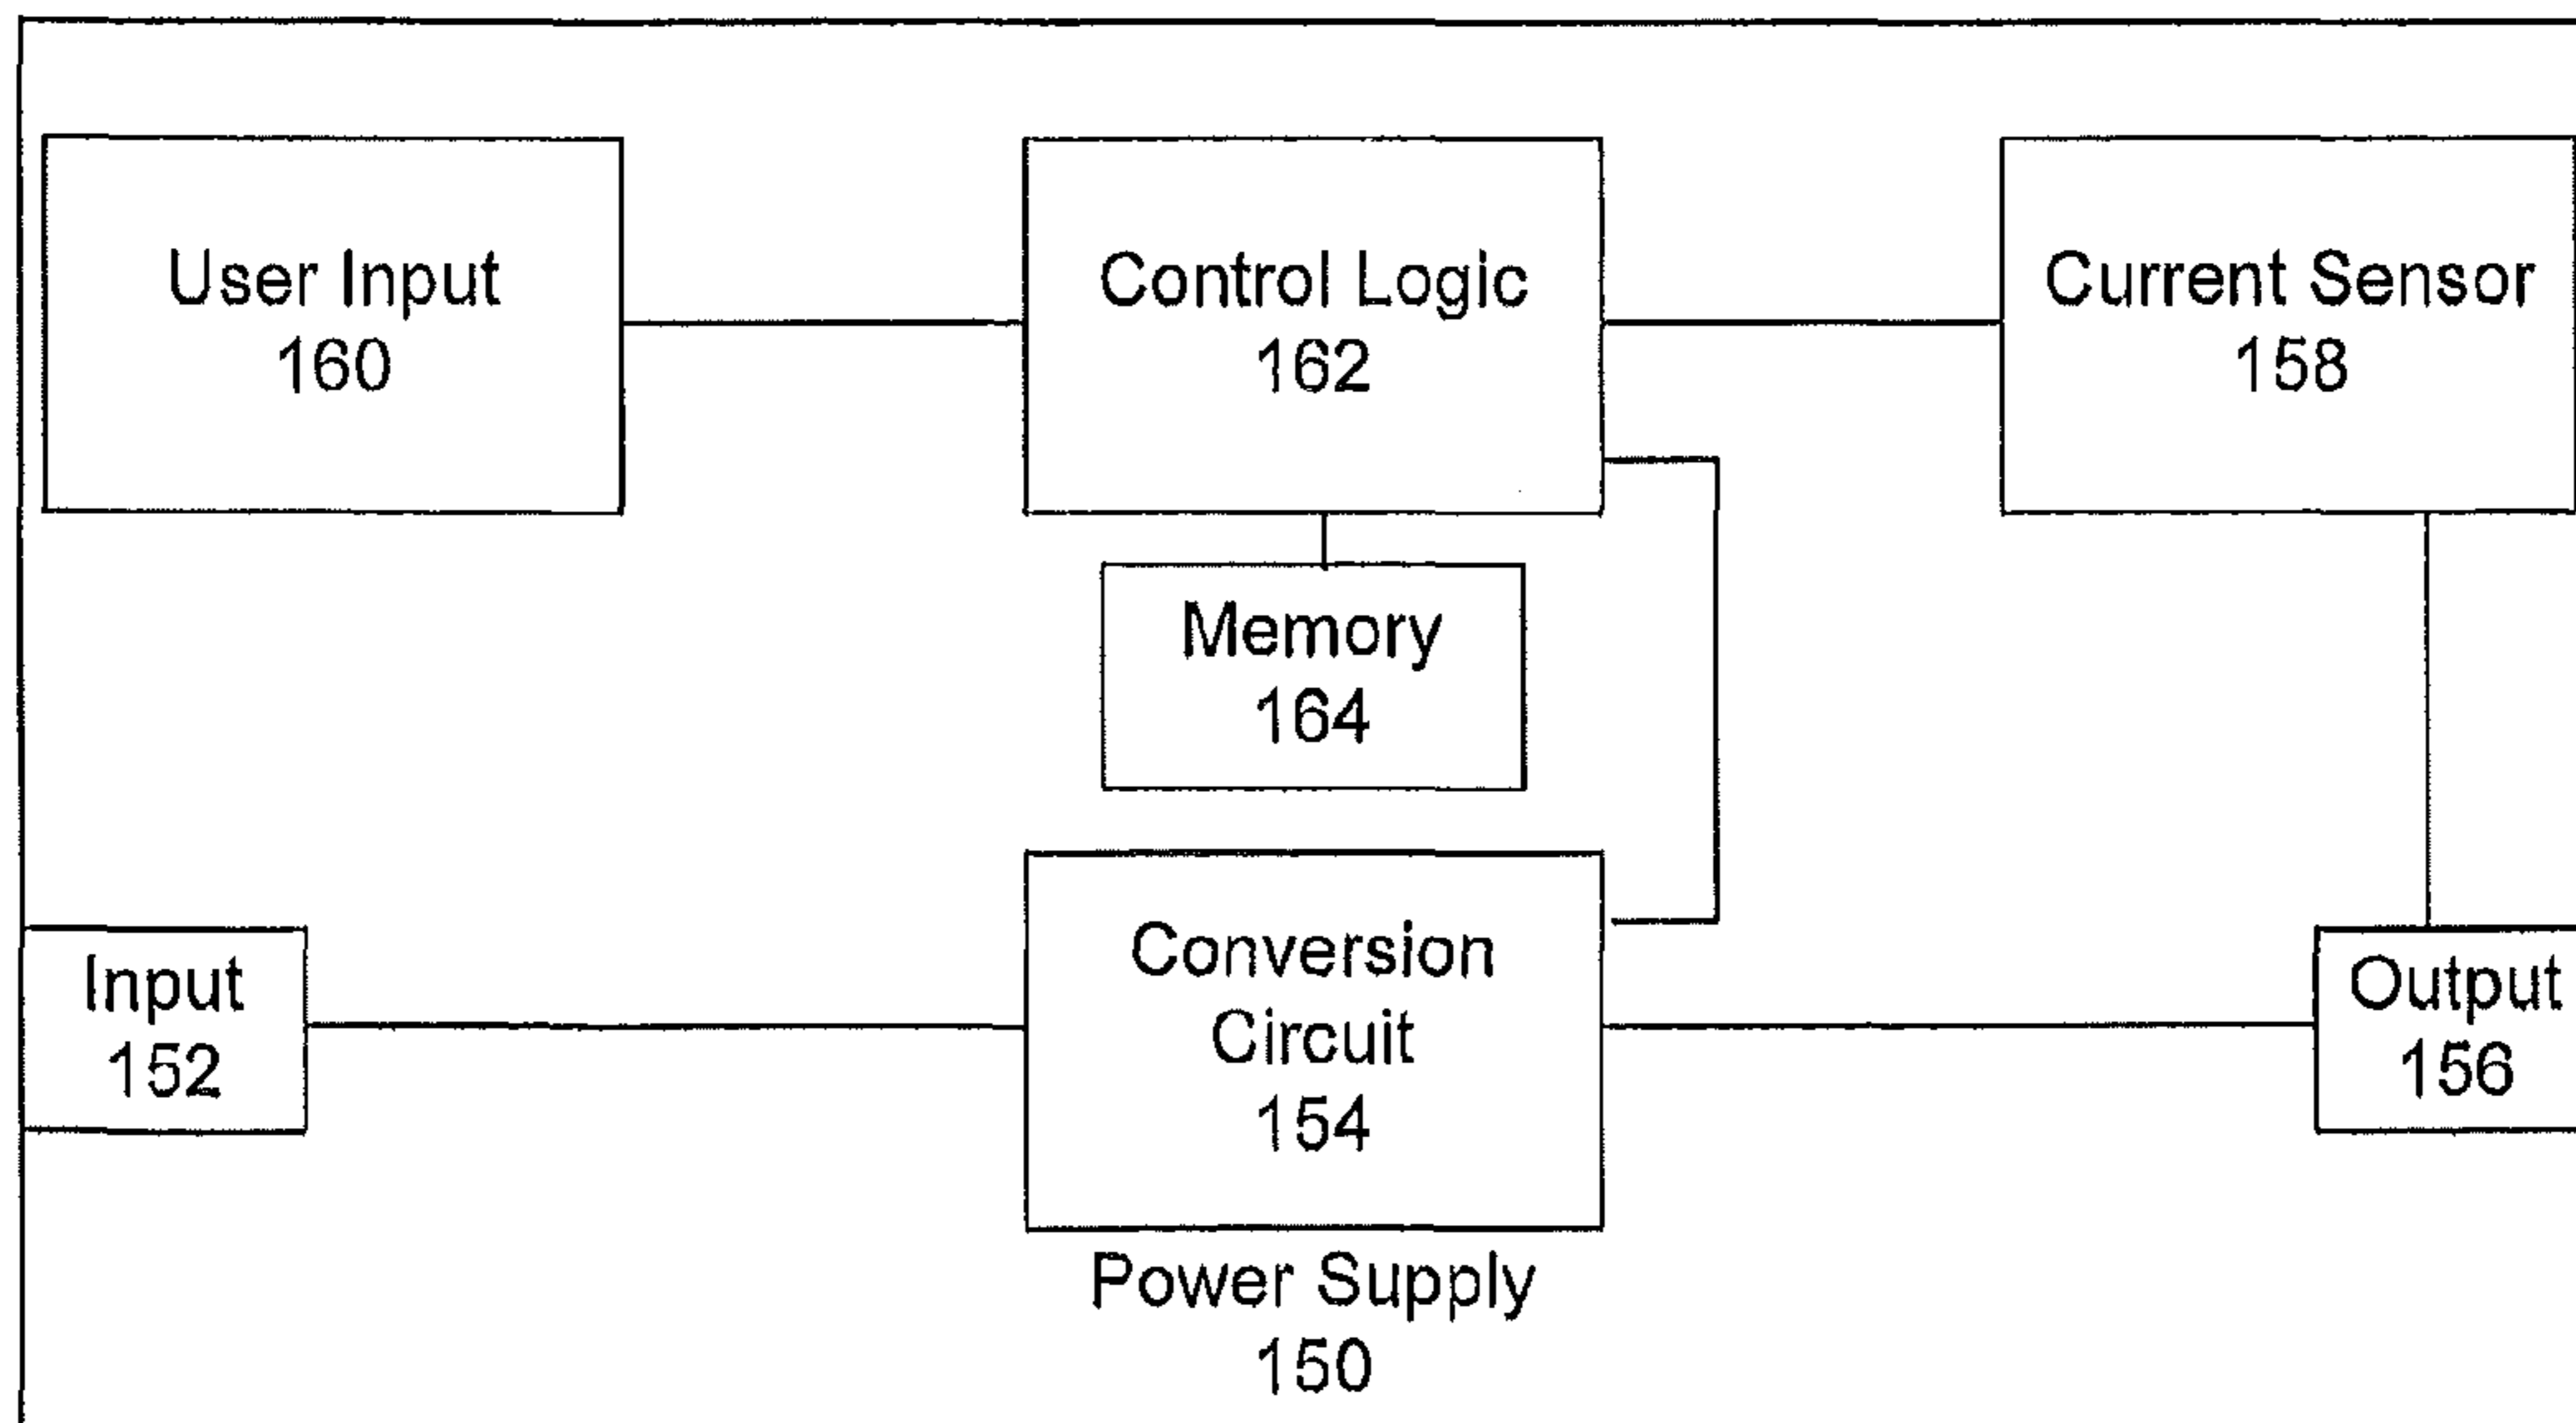 User Input
160
Control Logic
162
Current Sensor
158
Memory
164
Input
152
Conversion
Circuit
154
Output
156
Power Supply
150